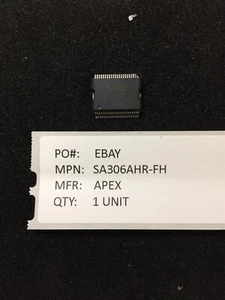 PO#: EBAY
MPN: SA306AHR-FH
MFR: APEX
QTY: 1 UNIT